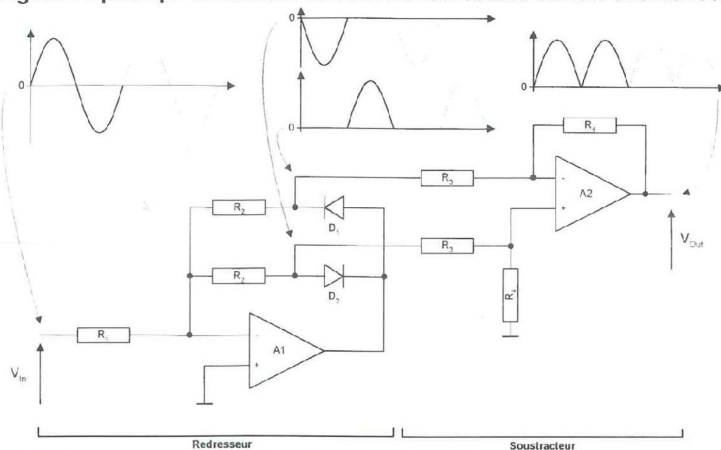 0
0
0
0
R4
R3
A2
-
+
R2
D1
R3
VOut
R2
D2
R4
R1
A1
-
+
VIn
Redresseur
Soustracteur